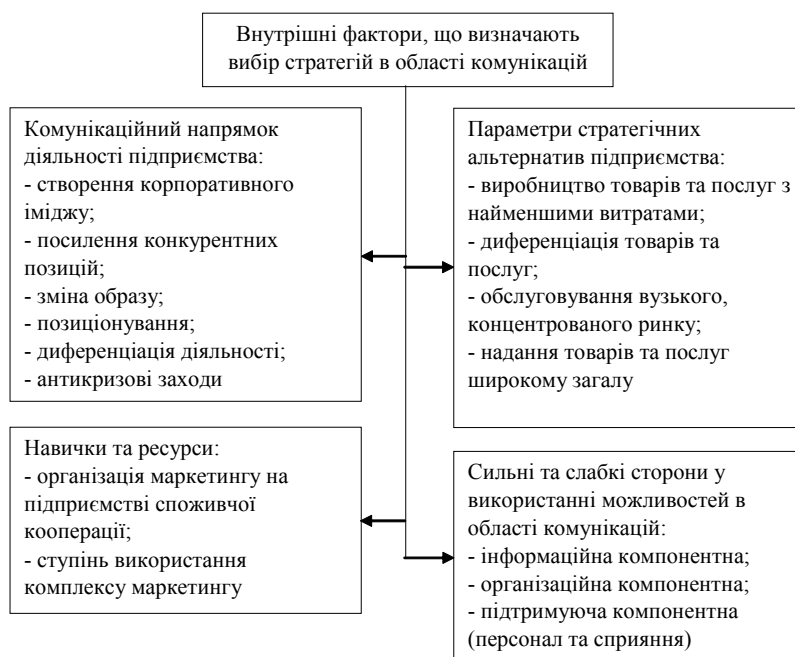 Внутрішні фактори, що визначають
вибір стратегій в області комунікацій
Комунікаційний напрямок
діяльності підприємства:
- створення корпоративного
іміджу;
- посилення конкурентних
позицій;
- зміна образу;
- позиціонування;
- диференціація діяльності;
- антикризові заходи
Параметри стратегічних
альтернатив підприємства:
- виробництво товарів та послуг з
найменшими витратами;
- диференціація товарів та
послуг;
- обслуговування вузького,
концентрованого ринку;
- надання товарів та послуг
широкому загалу
Навички та ресурси:
- організація маркетингу на
підприємстві споживчої
кооперації;
- ступінь використання
комплексу маркетингу
Сильні та слабкі сторони у
використанні можливостей в
області комунікацій:
- інформаційна компонентна;
- організаційна компонентна;
- підтримуюча компонентна
(персонал та сприяння)